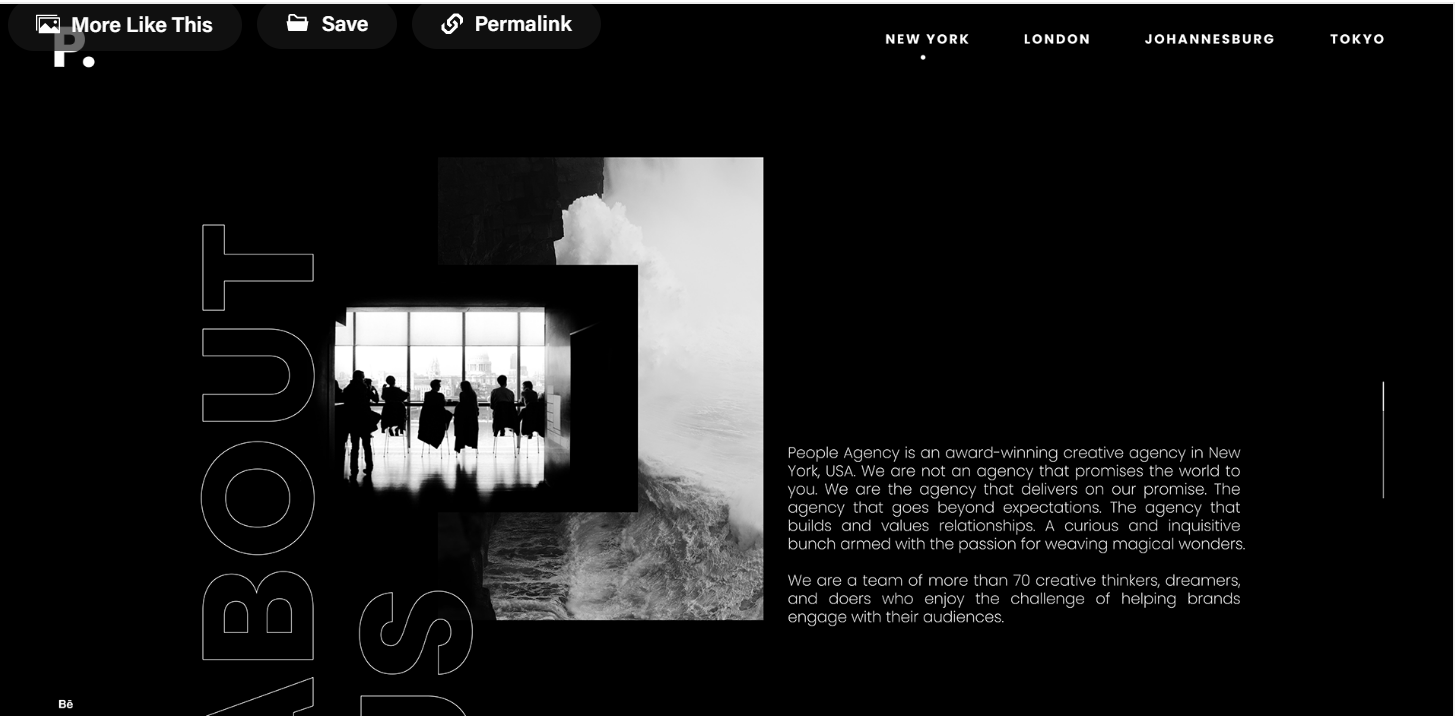 More Like This
Save
Permalink
P.
NEW YORK
LONDON
JOHANNESBURG
TOKYO
ABOUT
US
People Agency is an award-winning creative agency in New
York, USA. We are not an agency that promises the world to
you. We are the agency that delivers on our promise. The
agency that goes beyond expectations. The agency that
builds and values relationships. A curious and inquisitive
bunch armed with the passion for weaving magical wonders.
We are a team of more than 70 creative thinkers, dreamers,
and doers who enjoy the challenge of helping brands
engage with their audiences.
Bē